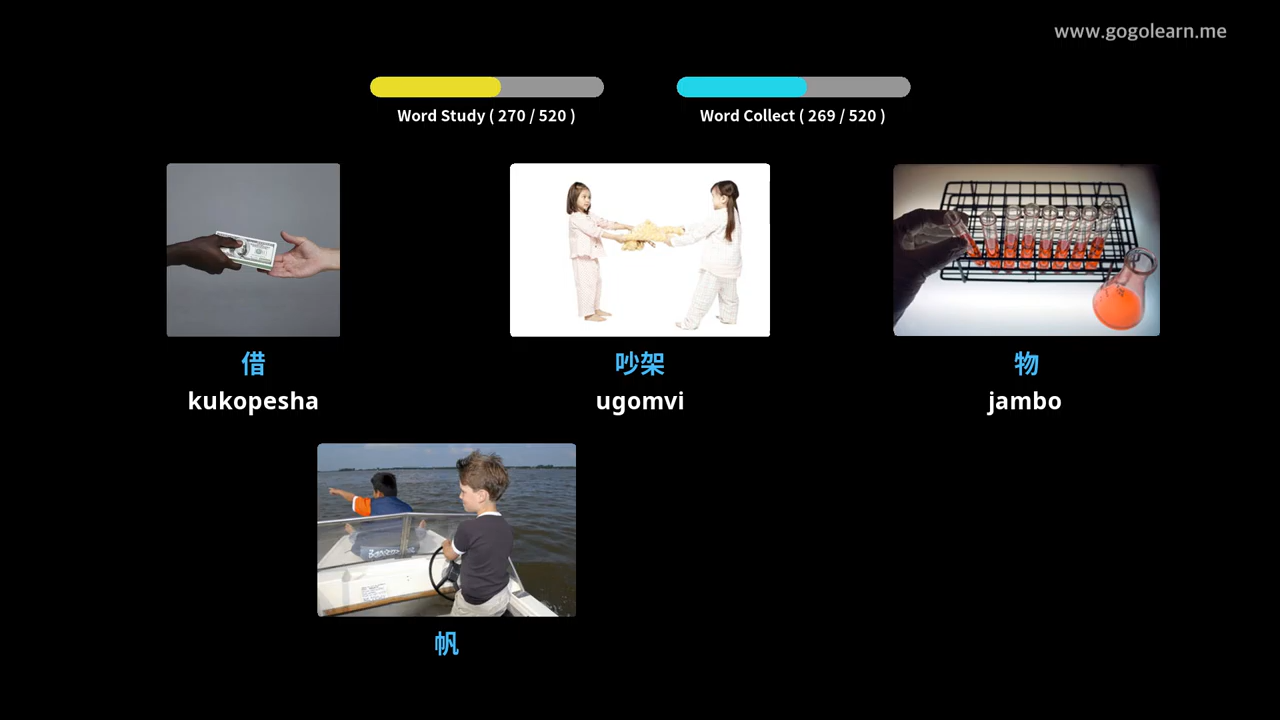 www.gogolearn.me
Word Study ( 270 / 520 )
Word Collect ( 269 / 520 )
借
kukopesha
吵架
ugomvi
物
jambo
帆